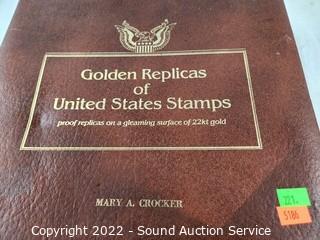 Golden Replicas
of
United States Stamps
proof replicas on a gleaming surface of 22kt gold
MARY A. CROCKER
221.
5186
Copyright 2022 - Sound Auction Service